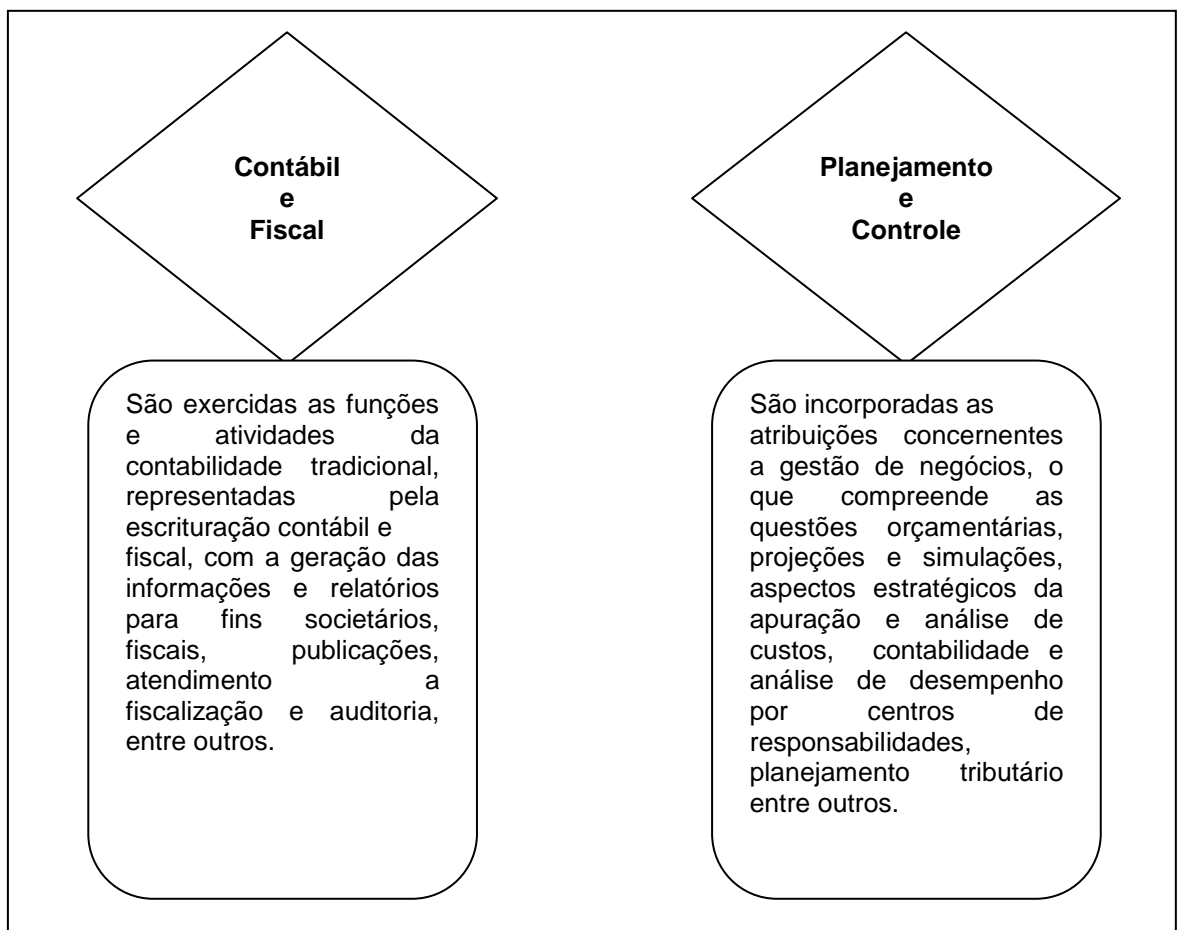 Contábil
e
Fiscal
São exercidas as funções
e atividades da
contabilidade tradicional,
representadas pela
escrituração contábil e
fiscal, com a geração das
informações e relatórios
para fins societários,
fiscais, publicações,
atendimento a
fiscalização e auditoria,
entre outros.
Planejamento
e
Controle
São incorporadas as
atribuições concernentes
a gestão de negócios, o
que compreende as
questões orçamentárias,
projeções e simulações,
aspectos estratégicos da
apuração e análise de
custos, contabilidade e
análise de desempenho
por centros de
responsabilidades,
planejamento tributário
entre outros.